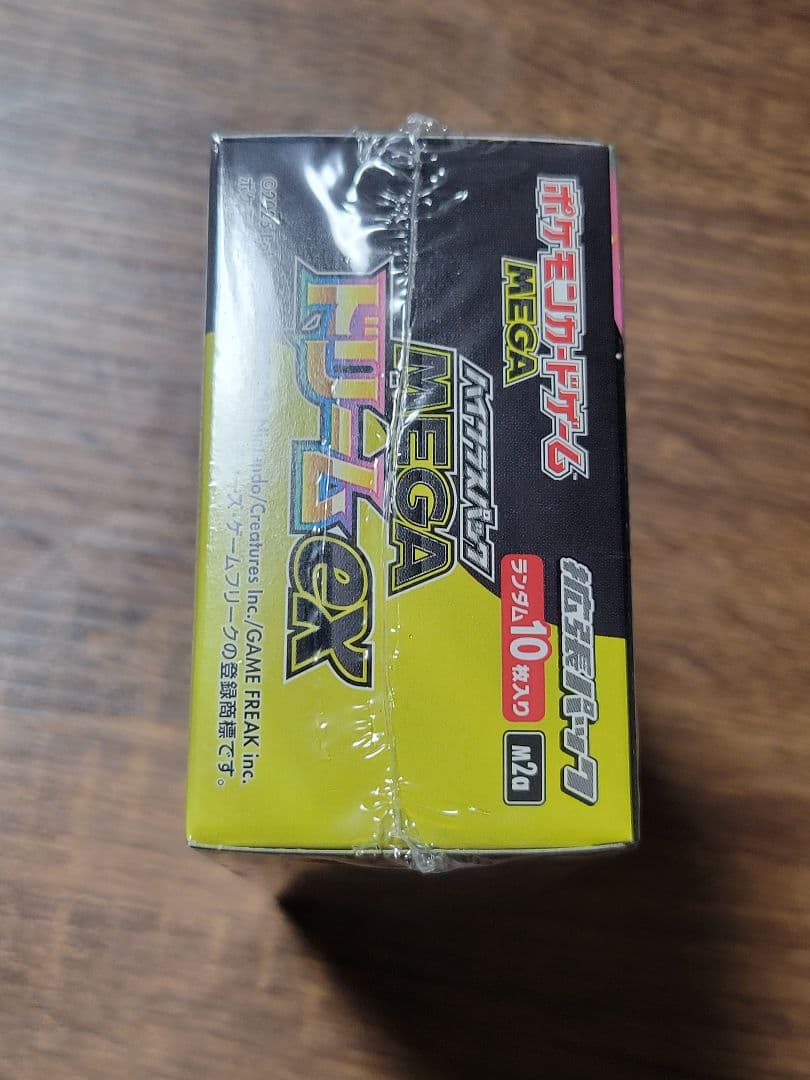 ポケモンカードゲーム
MEGA
拡張パック
ランダム10枚入り
M2a
ハイクラスパック
MEGA
ドリームex
Nintendo/Creatures Inc./GAME FREAK inc.
ズ・ゲームフリークの登録商標です。